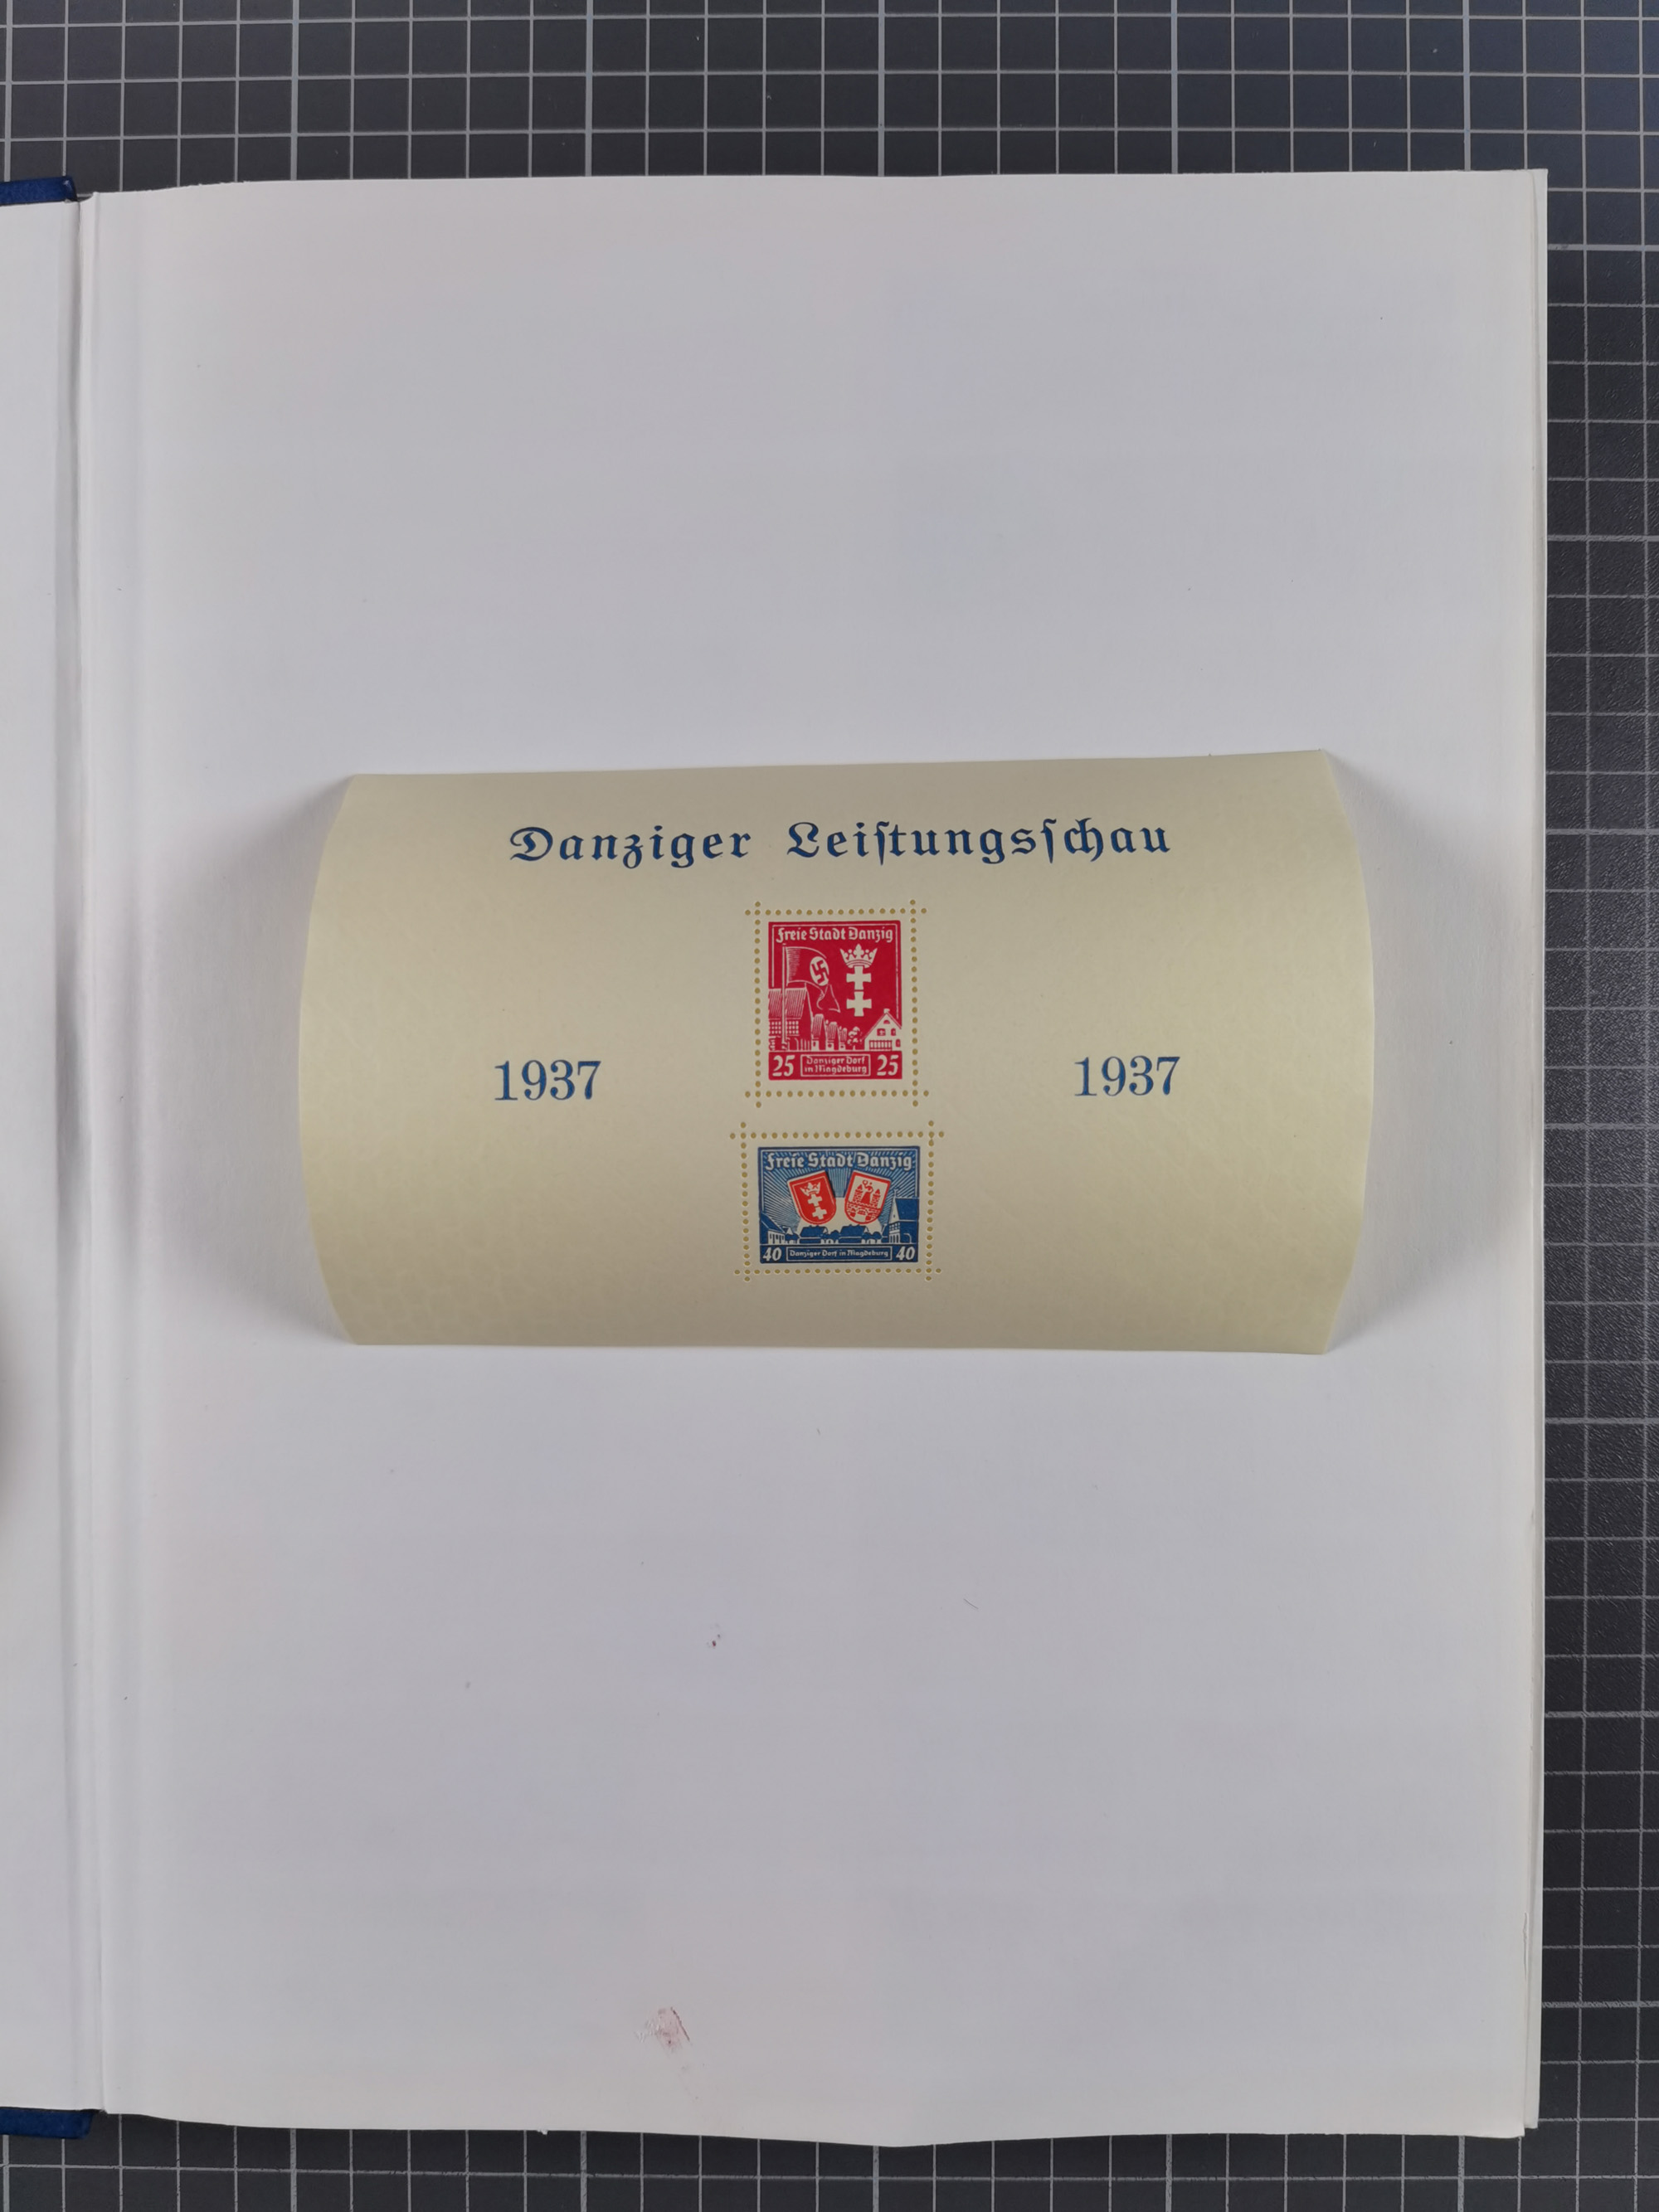 Danziger Leiſtungsſchau
Freie Stadt Danzig
25 Danziger Dorf in Magdeburg 25
1937 1937
Freie Stadt Danzig
40 Danziger Dorf in Magdeburg 40